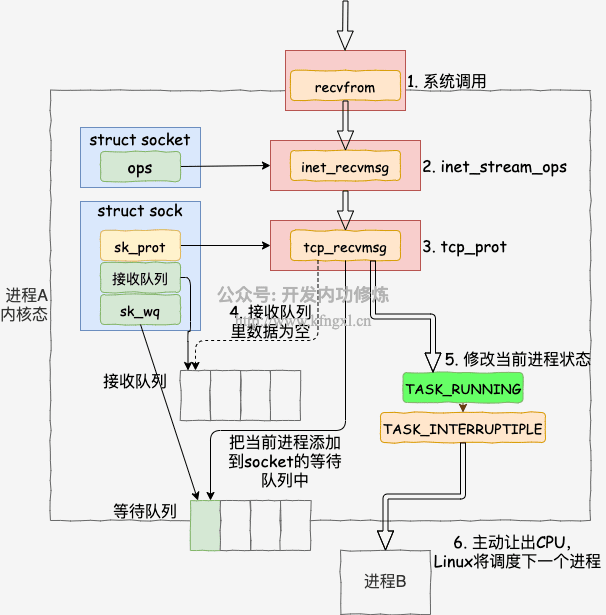 recvfrom
1. 系统调用
struct socket
ops
inet_recvmsg
2. inet_stream_ops
struct sock
sk_prot
tcp_recvmsg
3. tcp_prot
接收队列
sk_wq
进程A
内核态
公众号: 开发内功修炼
http://www.kfngxl.cn
4. 接收队列
里数据为空
5. 修改当前进程状态
接收队列
TASK_RUNNING
TASK_INTERRUPTIPLE
把当前进程添加
到socket的等待
队列中
等待队列
6. 主动让出CPU,
Linux将调度下一个进程
进程B